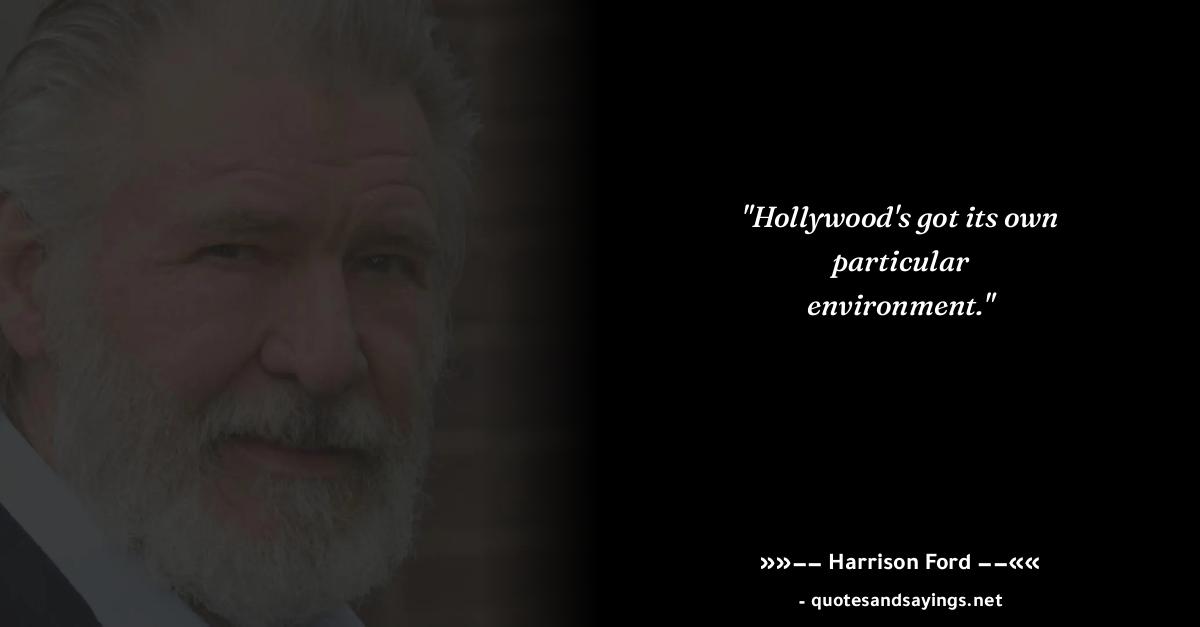 "Hollywood's got its own
particular
environment."
»»–– Harrison Ford ––««
- quotesandsayings.net